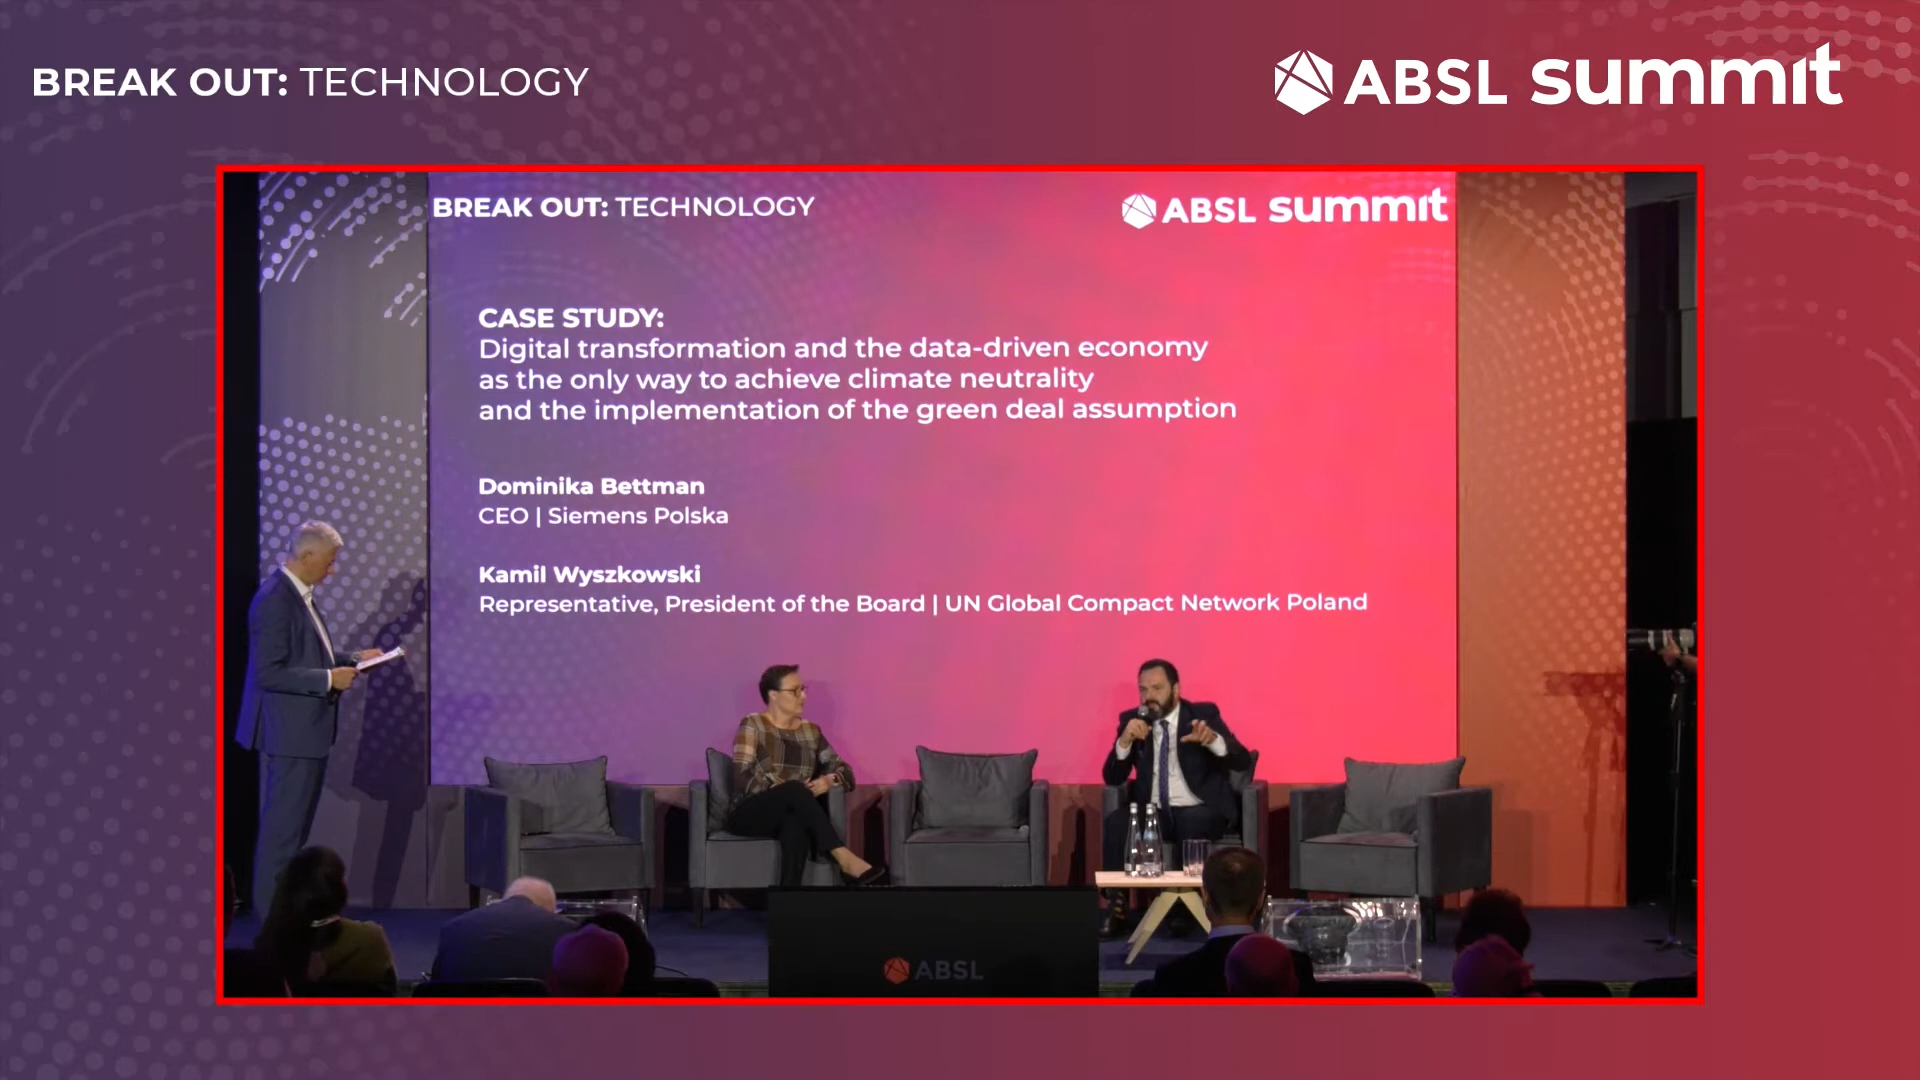 BREAK OUT: TECHNOLOGY
ABSL summit
BREAK OUT: TECHNOLOGY
ABSL summit
CASE STUDY:
Digital transformation and the data-driven economy
as the only way to achieve climate neutrality
and the implementation of the green deal assumption
Dominika Bettman
CEO | Siemens Polska
Kamil Wyszkowski
Representative, President of the Board | UN Global Compact Network Poland
ABSL